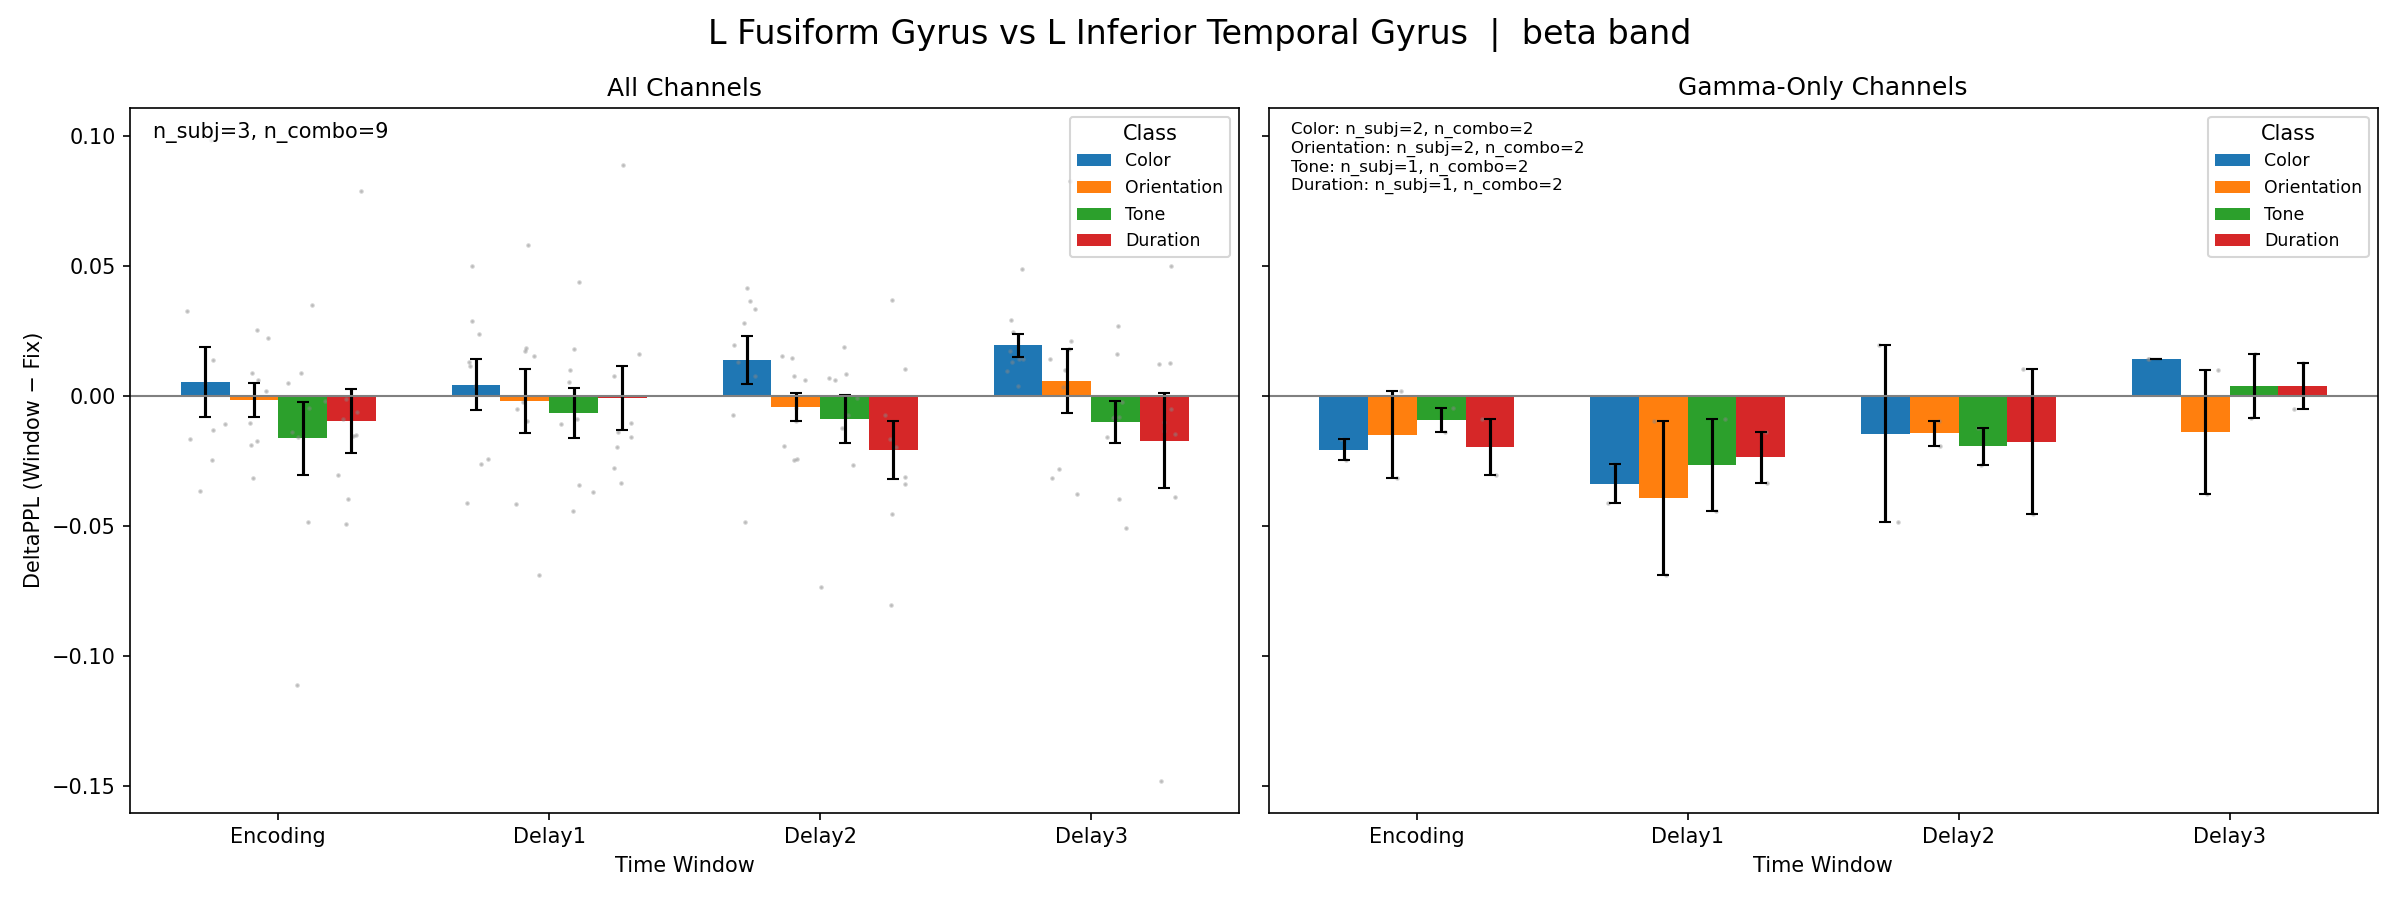 L Fusiform Gyrus vs L Inferior Temporal Gyrus | beta band
All Channels
n_subj=3, n_combo=9
Class
Color
Orientation
Tone
Duration
0.10
0.05
0.00
−0.05
−0.10
−0.15
DeltaPPL (Window − Fix)
Encoding
Delay1
Delay2
Delay3
Time Window
Gamma-Only Channels
Color: n_subj=2, n_combo=2
Orientation: n_subj=2, n_combo=2
Tone: n_subj=1, n_combo=2
Duration: n_subj=1, n_combo=2
Class
Color
Orientation
Tone
Duration
Encoding
Delay1
Delay2
Delay3
Time Window